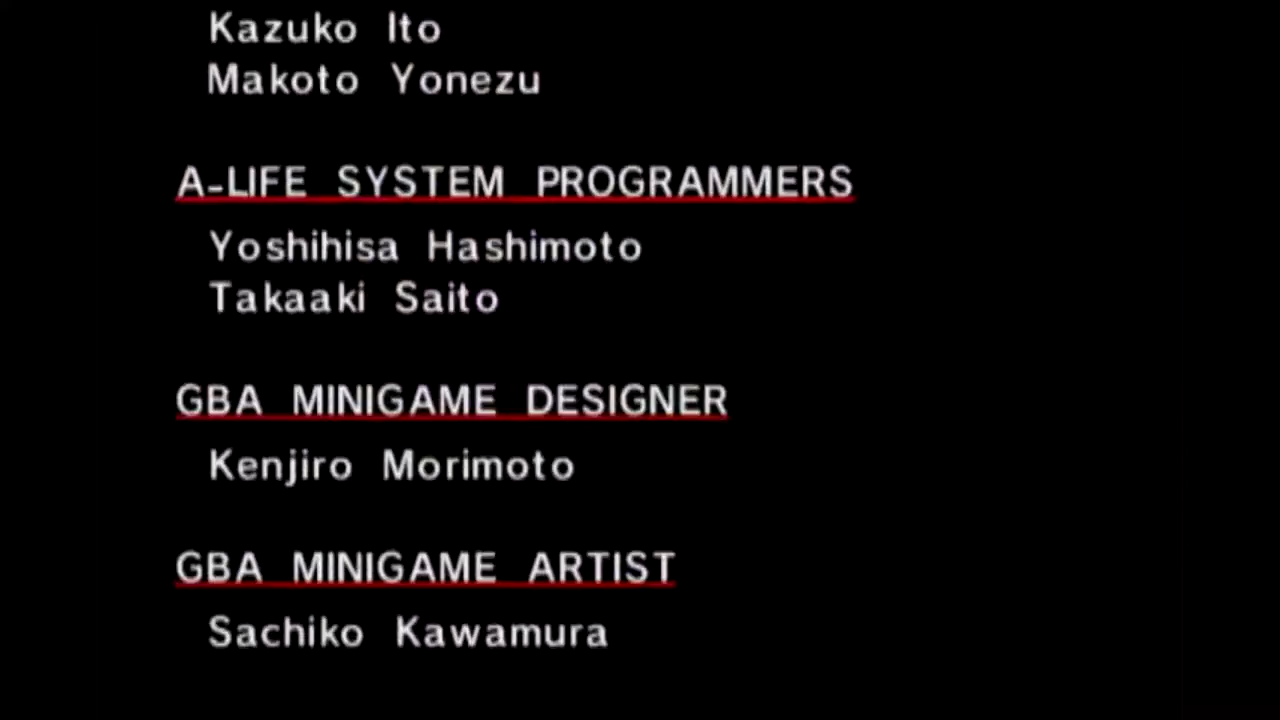 Kazuko Ito
Makoto Yonezu
A-LIFE SYSTEM PROGRAMMERS
Yoshihisa Hashimoto
Takaaki Saito
GBA MINIGAME DESIGNER
Kenjiro Morimoto
GBA MINIGAME ARTIST
Sachiko Kawamura